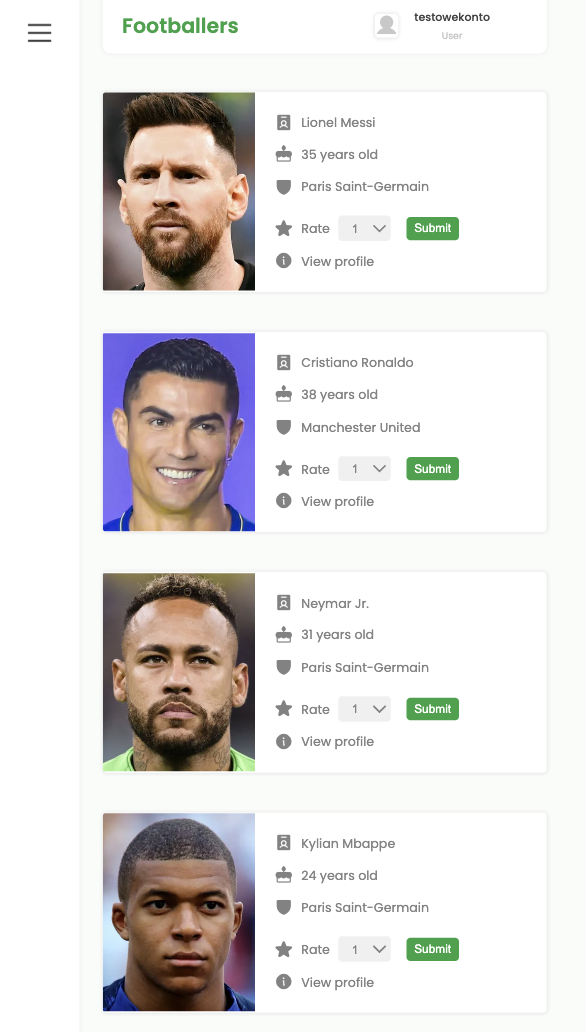 Footballers
testowekonto
User
Lionel Messi
35 years old
Paris Saint-Germain
Rate 1 Submit
View profile
Cristiano Ronaldo
38 years old
Manchester United
Rate 1 Submit
View profile
Neymar Jr.
31 years old
Paris Saint-Germain
Rate 1 Submit
View profile
Kylian Mbappe
24 years old
Paris Saint-Germain
Rate 1 Submit
View profile